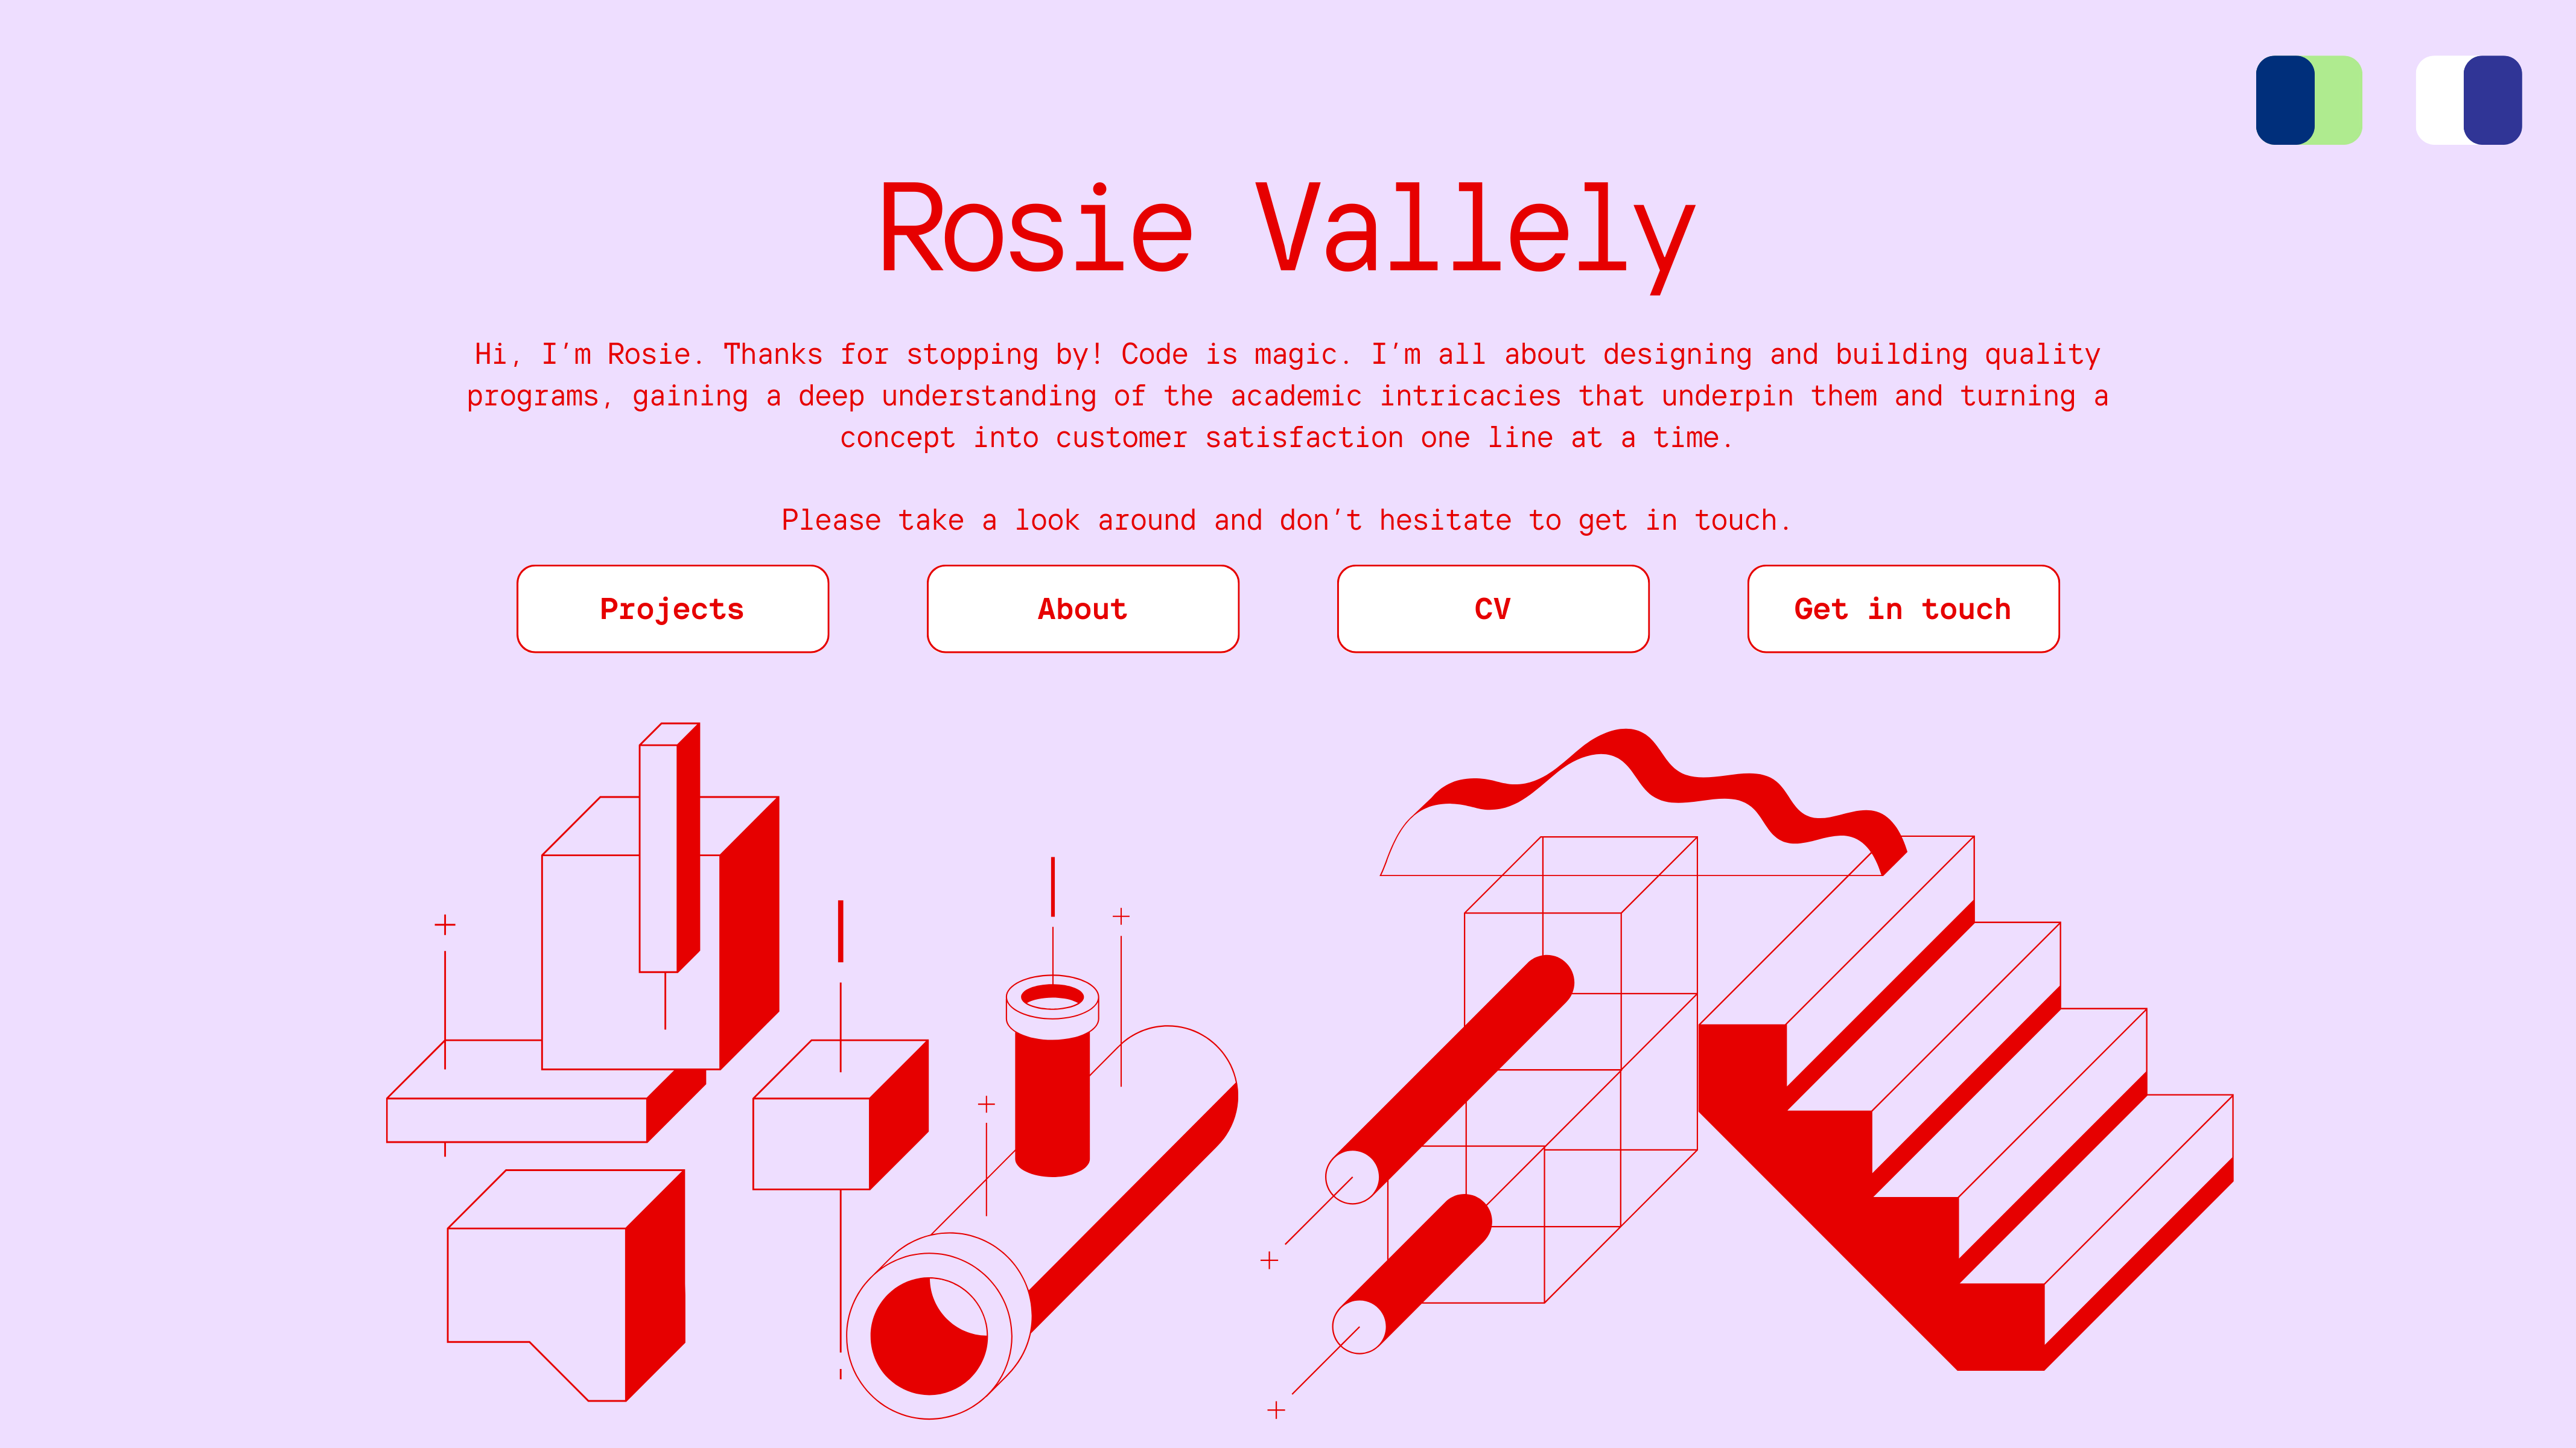 Rosie Vallely
Hi, I'm Rosie. Thanks for stopping by! Code is magic. I'm all about designing and building quality
programs, gaining a deep understanding of the academic intricacies that underpin them and turning a
concept into customer satisfaction one line at a time.
Please take a look around and don't hesitate to get in touch.
Projects
About
CV
Get in touch